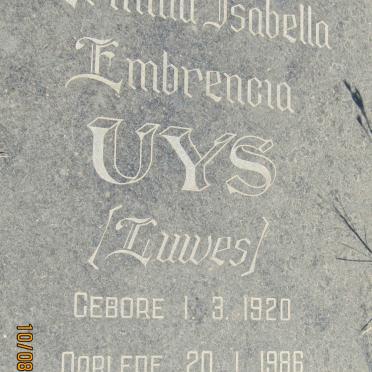 Isabella
Embrencia
UYS
[Luwes]
GEBORE 1. 3. 1920
OORLEDE 20. 1. 1986
10/08